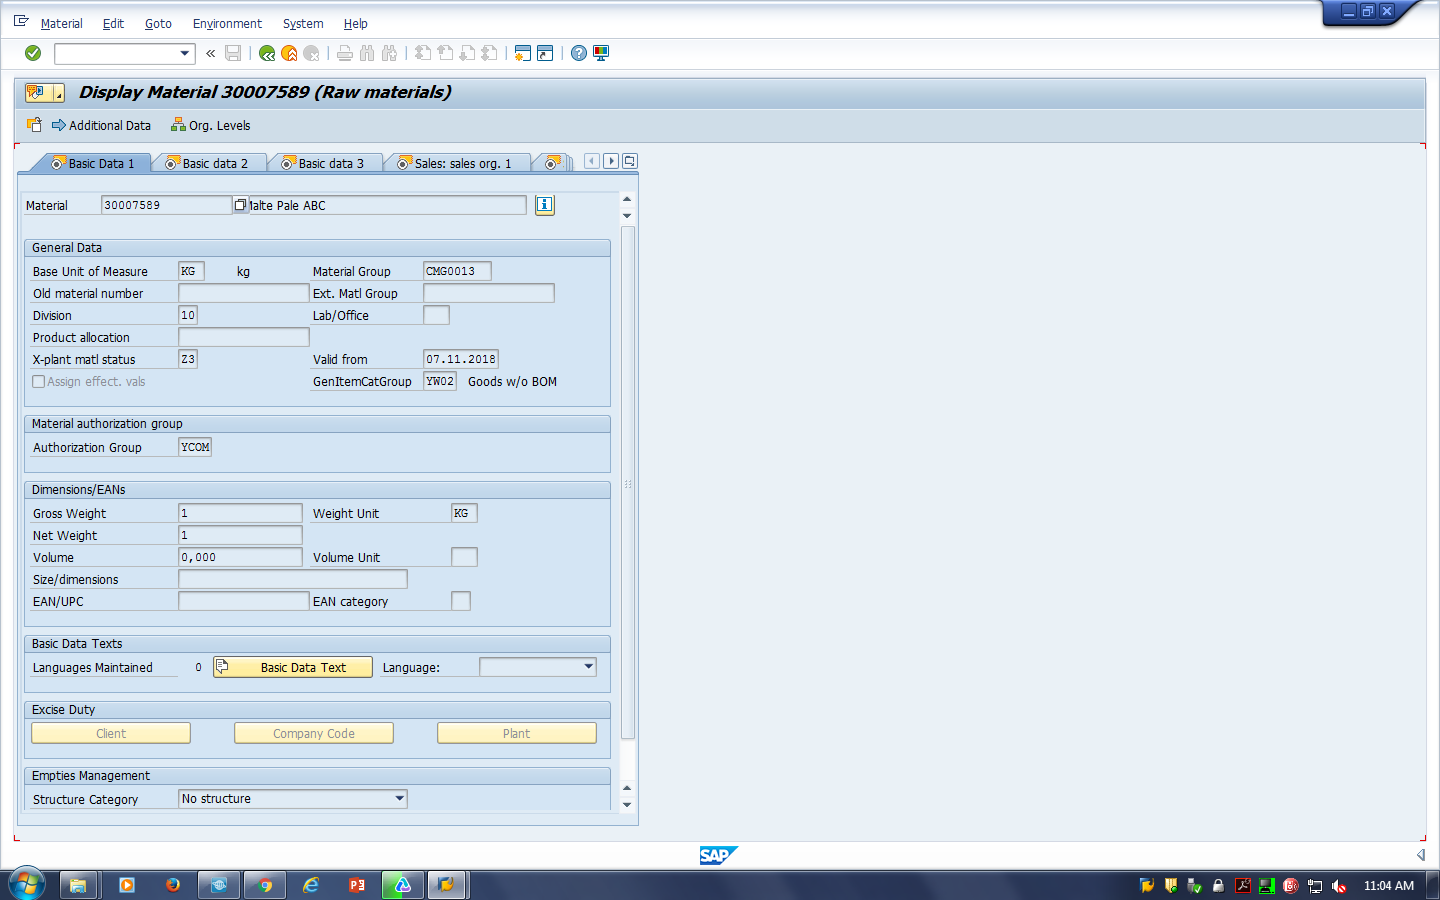 Material Edit Goto Environment System Help
Display Material 30007589 (Raw materials)
Additional Data Org. Levels
Basic Data 1 Basic data 2 Basic data 3 Sales: sales org. 1
Material 30007589 Malte Pale ABC
General Data
Base Unit of Measure KG kg Material Group CMG0013
Old material number Ext. Matl Group
Division 10 Lab/Office
Product allocation
X-plant matl status Z3 Valid from 07.11.2018
Assign effect. vals GenItemCatGroup YW02 Goods w/o BOM
Material authorization group
Authorization Group YCOM
Dimensions/EANs
Gross Weight 1 Weight Unit KG
Net Weight 1
Volume 0,000 Volume Unit
Size/dimensions
EAN/UPC EAN category
Basic Data Texts
Languages Maintained 0 Basic Data Text Language:
Excise Duty
Client Company Code Plant
Empties Management
Structure Category No structure
SAP
11:04 AM